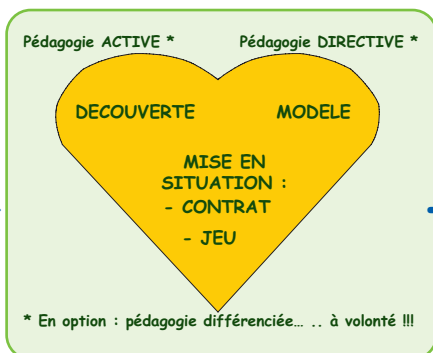 Pédagogie ACTIVE *
Pédagogie DIRECTIVE *
DECOUVERTE
MODELE
MISE EN
SITUATION :
- CONTRAT
- JEU
* En option : pédagogie différenciée… .. à volonté !!!